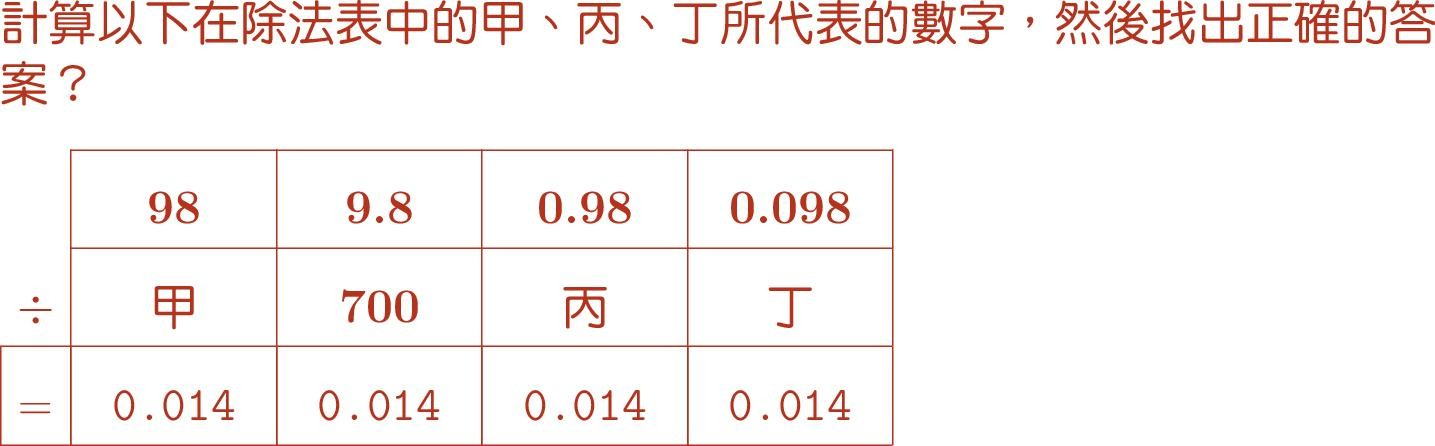 計算以下在除法表中的甲、丙、丁所代表的數字，然後找出正確的答
案？
98 9.8 0.98 0.098
÷ 甲 700 丙 丁
= 0.014 0.014 0.014 0.014